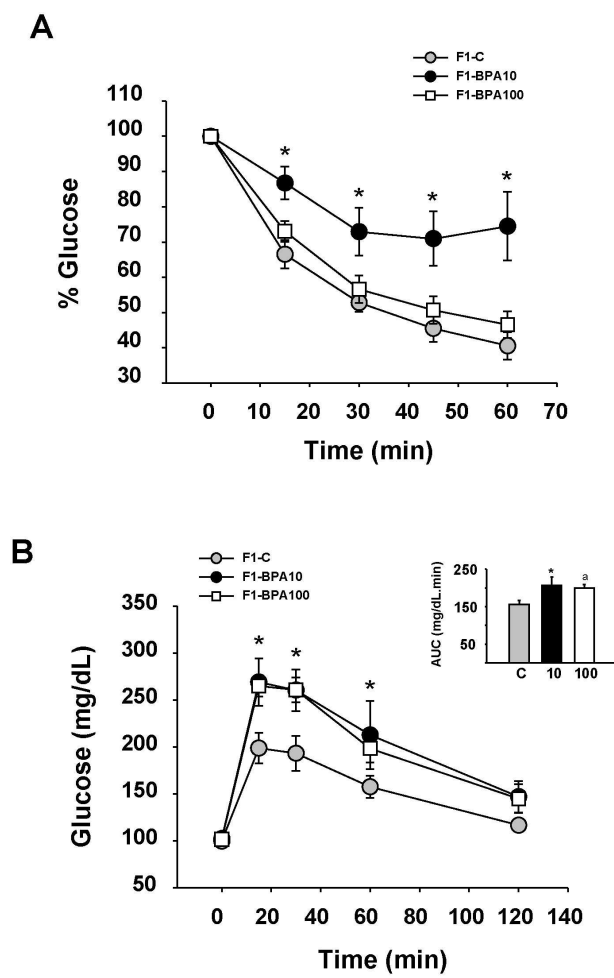 A
F1-C
F1-BPA10
F1-BPA100
110
100
90
80
70
60
50
40
30
% Glucose
* * * *
0 10 20 30 40 50 60 70
Time (min)
B
F1-C
F1-BPA10
F1-BPA100
350
300
250
200
150
100
50
Glucose (mg/dL)
* * *
0 20 40 60 80 100 120 140
Time (min)
250
150
50
AUC (mg/dL.min)
* a
C 10 100